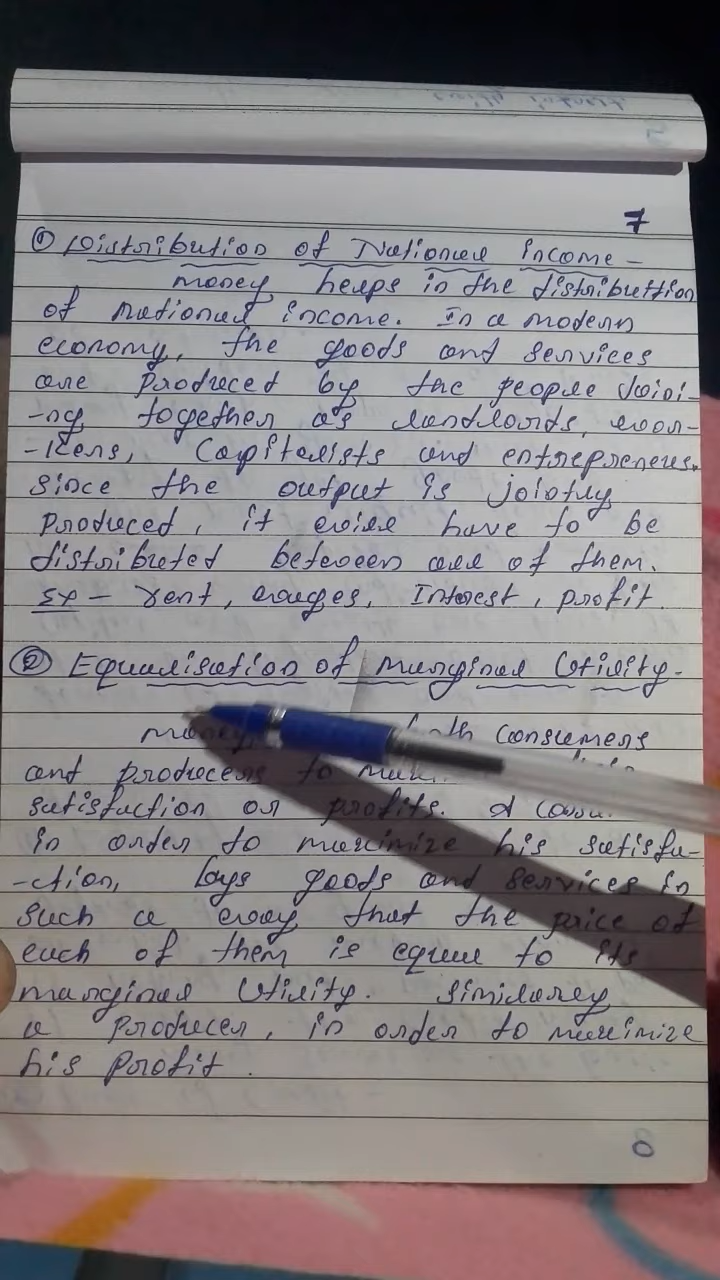 7
① Distribution of National income -
money helps in the distribution
of national income. In a modern
economy, the goods and services
are produced by the people Joini-
-ng together as landlords, wor-
-kers, Capitalists and entrepreneurs.
Since the output is jointly
produced, it will have to be
distributed between all of them.
Ex - rent, wages, Interest, profit.
② Equalisation of marginal Utility.
money both consumers
and producers to
satisfaction or profits. A
in order to maximize his satisfa-
-ction, buys goods and services in
such a way that the price of
each of them is equal to its
marginal Utility. Similarly
a producer, in order to maximize
his profit.